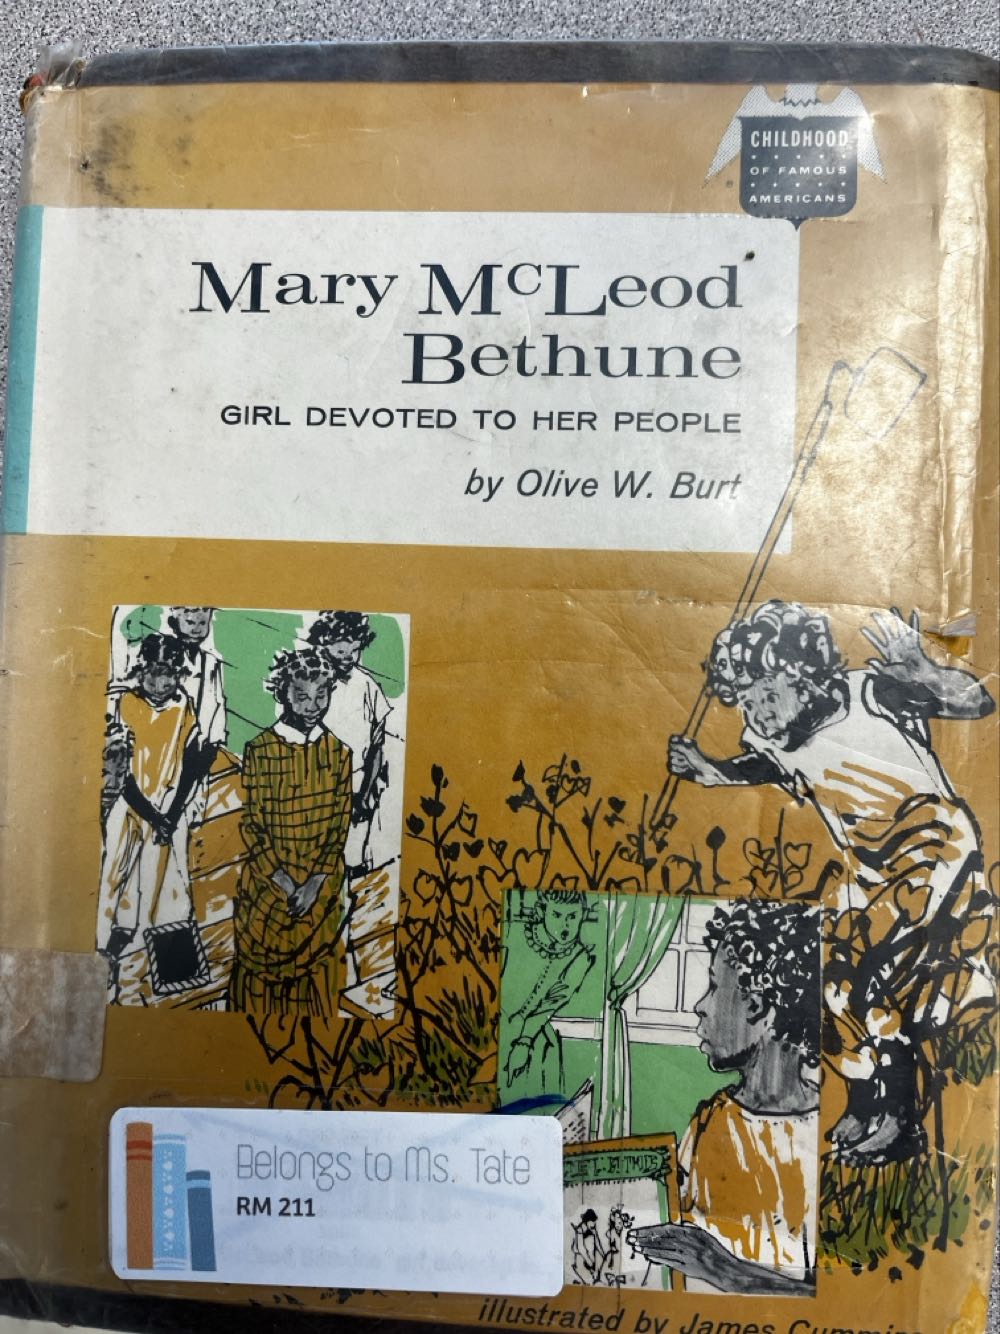 CHILDHOOD
OF FAMOUS
AMERICANS
Mary McLeod
Bethune
GIRL DEVOTED TO HER PEOPLE
by Olive W. Burt
Belongs to Ms. Tate
RM 211
illustrated by James